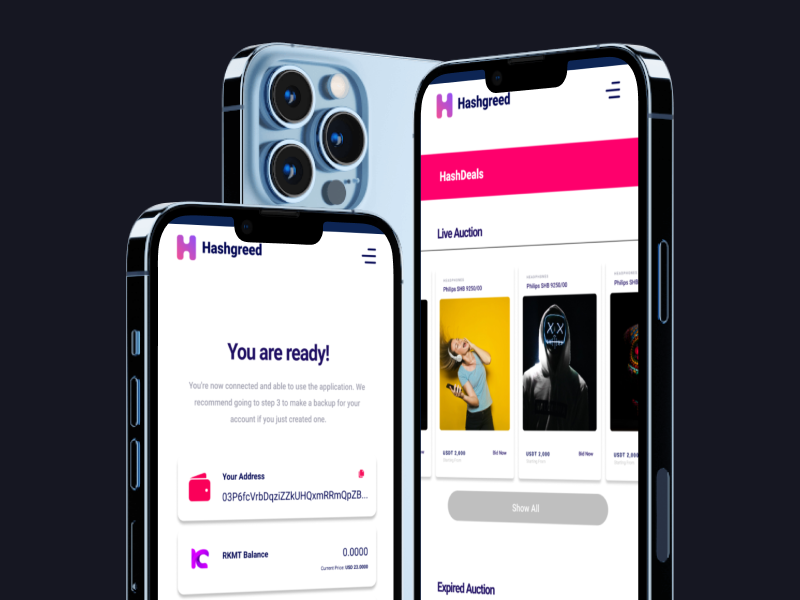 Hashgreed
You are ready!
You're now connected and able to use the application. We
recommend going to step 3 to make a backup for your
account if you just created one.
Your Address
03P6fcVrbDqziZZkUHQxmRRmQpZB...
RKMT Balance
0.0000
Current Price USD 23.0000
Hashgreed
HashDeals
Live Auction
HEADPHONES
Philips SHB 9250/00
USDT 2,000
Bid Now
Starting From
HEADPHONES
Philips SHB 9250/00
USDT 2,000
Bid Now
Starting From
Philips SHB
USDT 2,000
Show All
Expired Auction